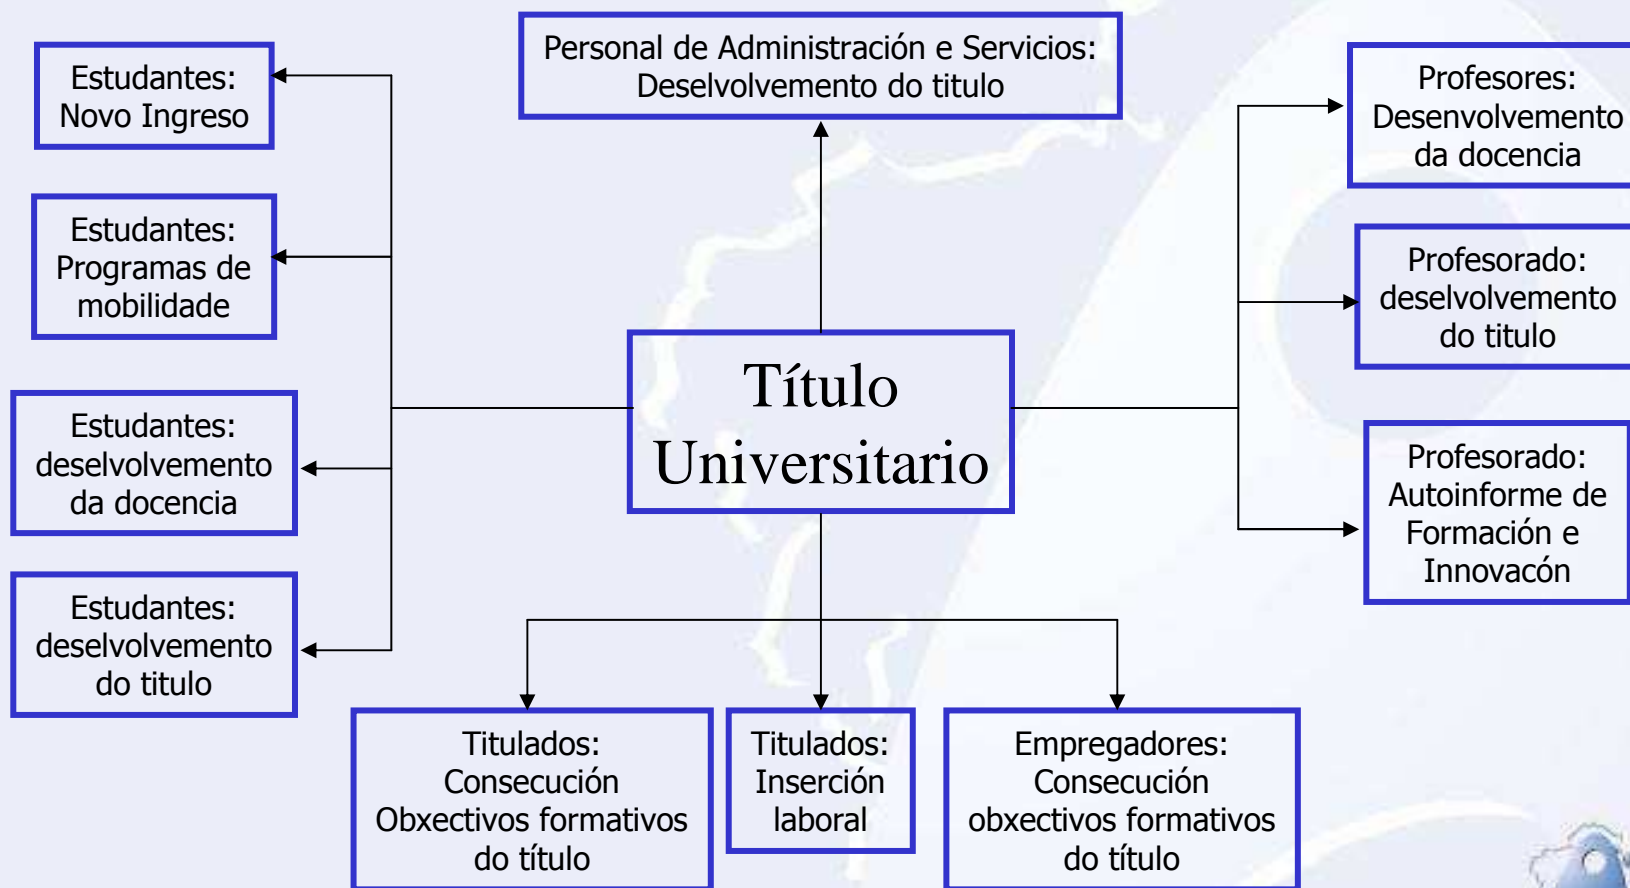 Personal de Administración e Servicios:
Deselvolvemento do titulo
Estudantes:
Novo Ingreso
Estudantes:
Programas de
mobilidade
Estudantes:
deselvolvemento
da docencia
Estudantes:
deselvolvemento
do titulo
Título
Universitario
Profesores:
Desenvolvemento
da docencia
Profesorado:
deselvolvemento
do titulo
Profesorado:
Autoinforme de
Formación e
Innovacón
Titulados:
Consecución
Obxectivos formativos
do título
Titulados:
Inserción
laboral
Empregadores:
Consecución
obxectivos formativos
do título